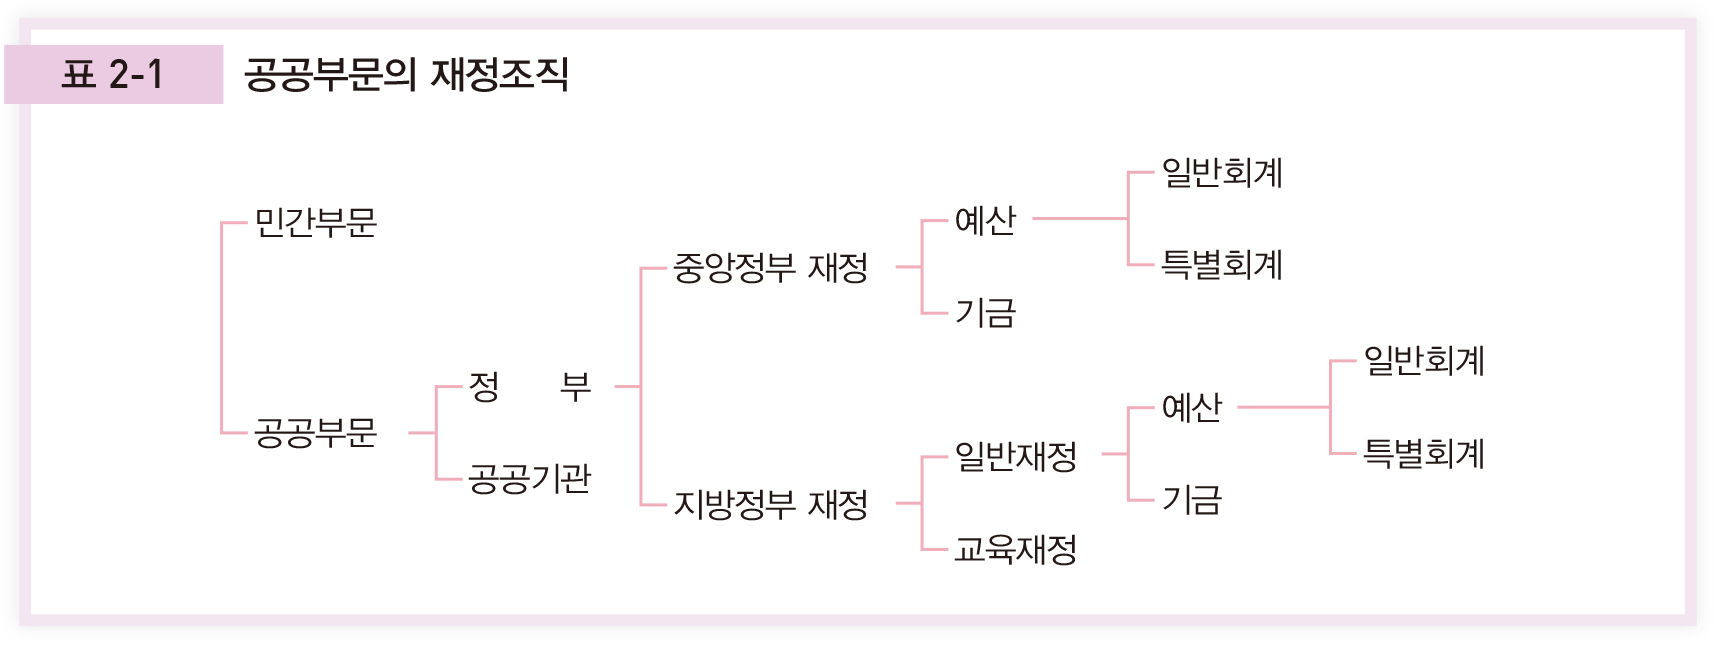 표 2-1 공공부문의 재정조직
일반회계
민간부문
예산
중앙정부 재정
특별회계
기금
일반회계
정 부
예산
공공부문
일반재정
특별회계
공공기관
지방정부 재정
기금
교육재정